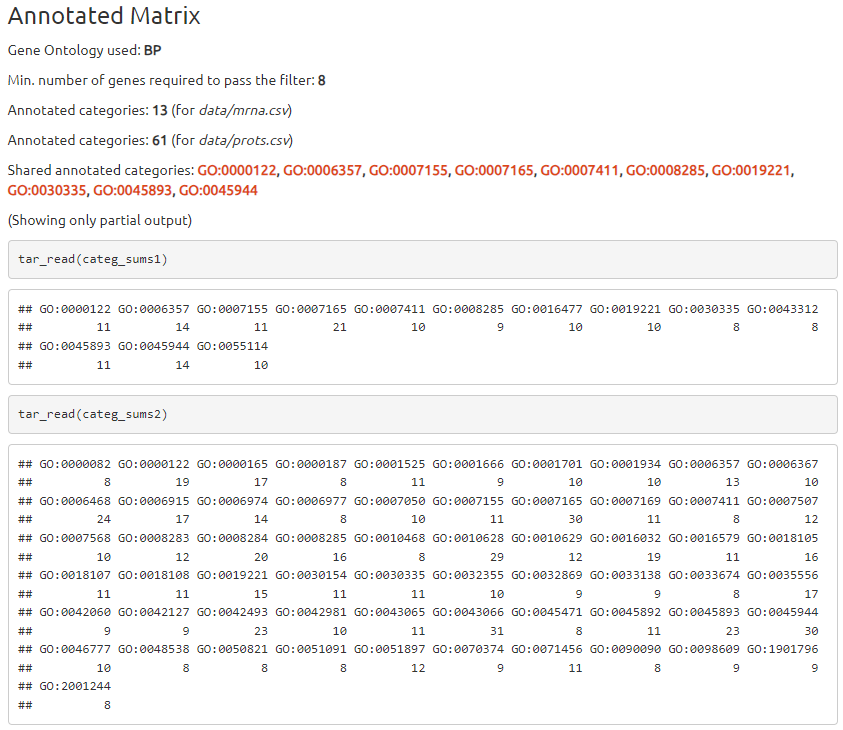 Annotated Matrix
Gene Ontology used: BP
Min. number of genes required to pass the filter: 8
Annotated categories: 13 (for data/mrna.csv)
Annotated categories: 61 (for data/prots.csv)
Shared annotated categories: GO:0000122, GO:0006357, GO:0007155, GO:0007165, GO:0007411, GO:0008285, GO:0019221,
GO:0030335, GO:0045893, GO:0045944
(Showing only partial output)
tar_read(categ_sums1)
## GO:0000122 GO:0006357 GO:0007155 GO:0007165 GO:0007411 GO:0008285 GO:0016477 GO:0019221 GO:0030335 GO:0043312
## 11 14 11 21 10 9 10 10 8 8
## GO:0045893 GO:0045944 GO:0055114
## 11 14 10
tar_read(categ_sums2)
## GO:0000082 GO:0000122 GO:0000165 GO:0000187 GO:0001525 GO:0001666 GO:0001701 GO:0001934 GO:0006357 GO:0006367
## 8 19 17 8 11 9 10 10 13 10
## GO:0006468 GO:0006915 GO:0006974 GO:0006977 GO:0007050 GO:0007155 GO:0007165 GO:0007169 GO:0007411 GO:0007507
## 24 17 14 8 10 11 30 11 8 12
## GO:0007568 GO:0008283 GO:0008284 GO:0008285 GO:0010468 GO:0010628 GO:0010629 GO:0016032 GO:0016579 GO:0018105
## 10 12 20 16 8 29 12 19 11 16
## GO:0018107 GO:0018108 GO:0019221 GO:0030154 GO:0030335 GO:0032355 GO:0032869 GO:0033138 GO:0033674 GO:0035556
## 11 11 15 11 11 10 9 9 8 17
## GO:0042060 GO:0042127 GO:0042493 GO:0042981 GO:0043065 GO:0043066 GO:0045471 GO:0045892 GO:0045893 GO:0045944
## 9 9 23 10 11 31 8 11 23 30
## GO:0046777 GO:0048538 GO:0050821 GO:0051091 GO:0051897 GO:0070374 GO:0071456 GO:0090090 GO:0098609 GO:1901796
## 10 8 8 8 12 9 11 8 9 9
## GO:2001244
## 8